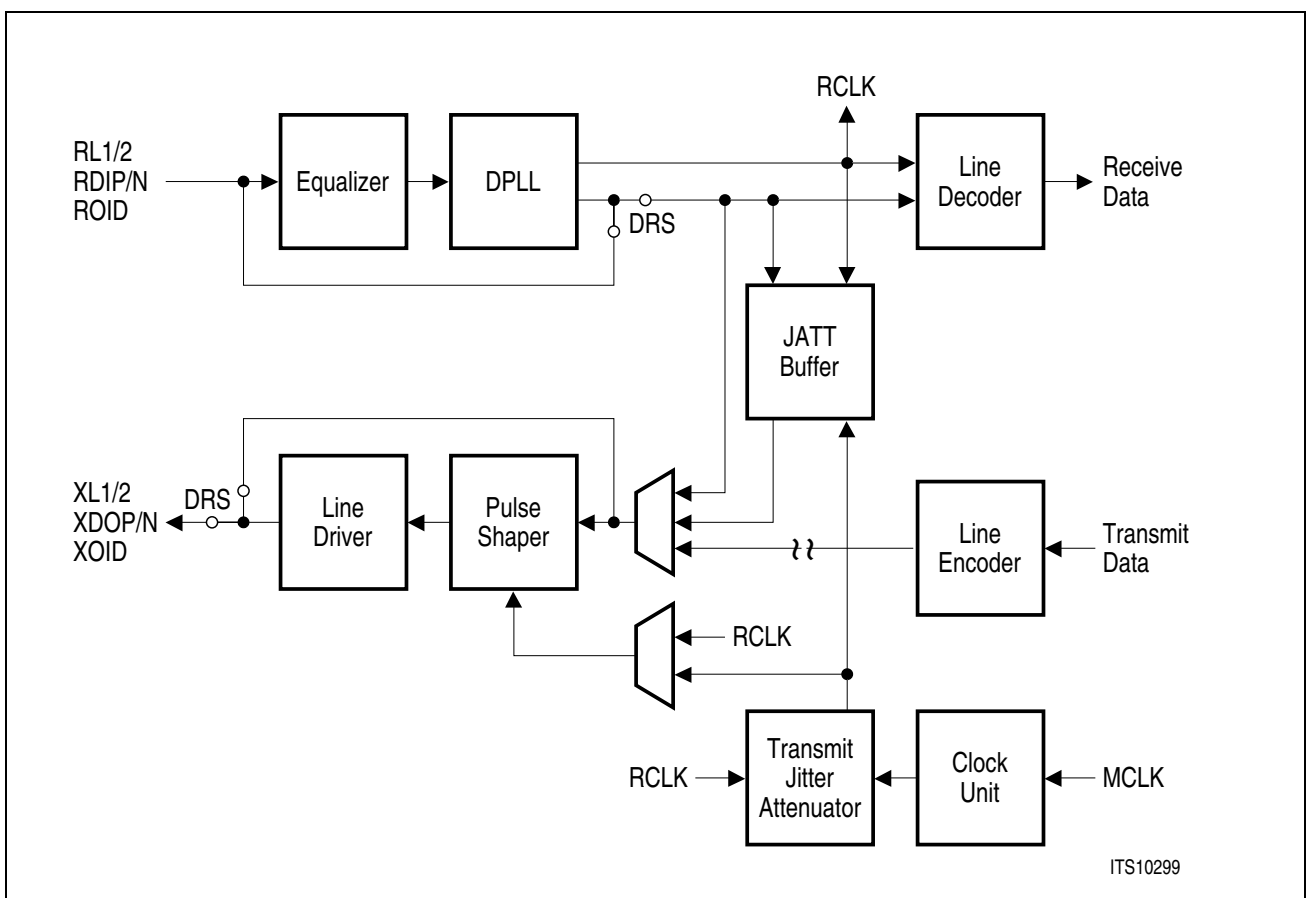 RCLK
RL1/2
RDIP/N
ROID
Equalizer
DPLL
DRS
Line
Decoder
Receive
Data
JATT
Buffer
XL1/2
XDOP/N
XOID
DRS
Line
Driver
Pulse
Shaper
Line
Encoder
Transmit
Data
RCLK
RCLK
Transmit
Jitter
Attenuator
Clock
Unit
MCLK
ITS10299